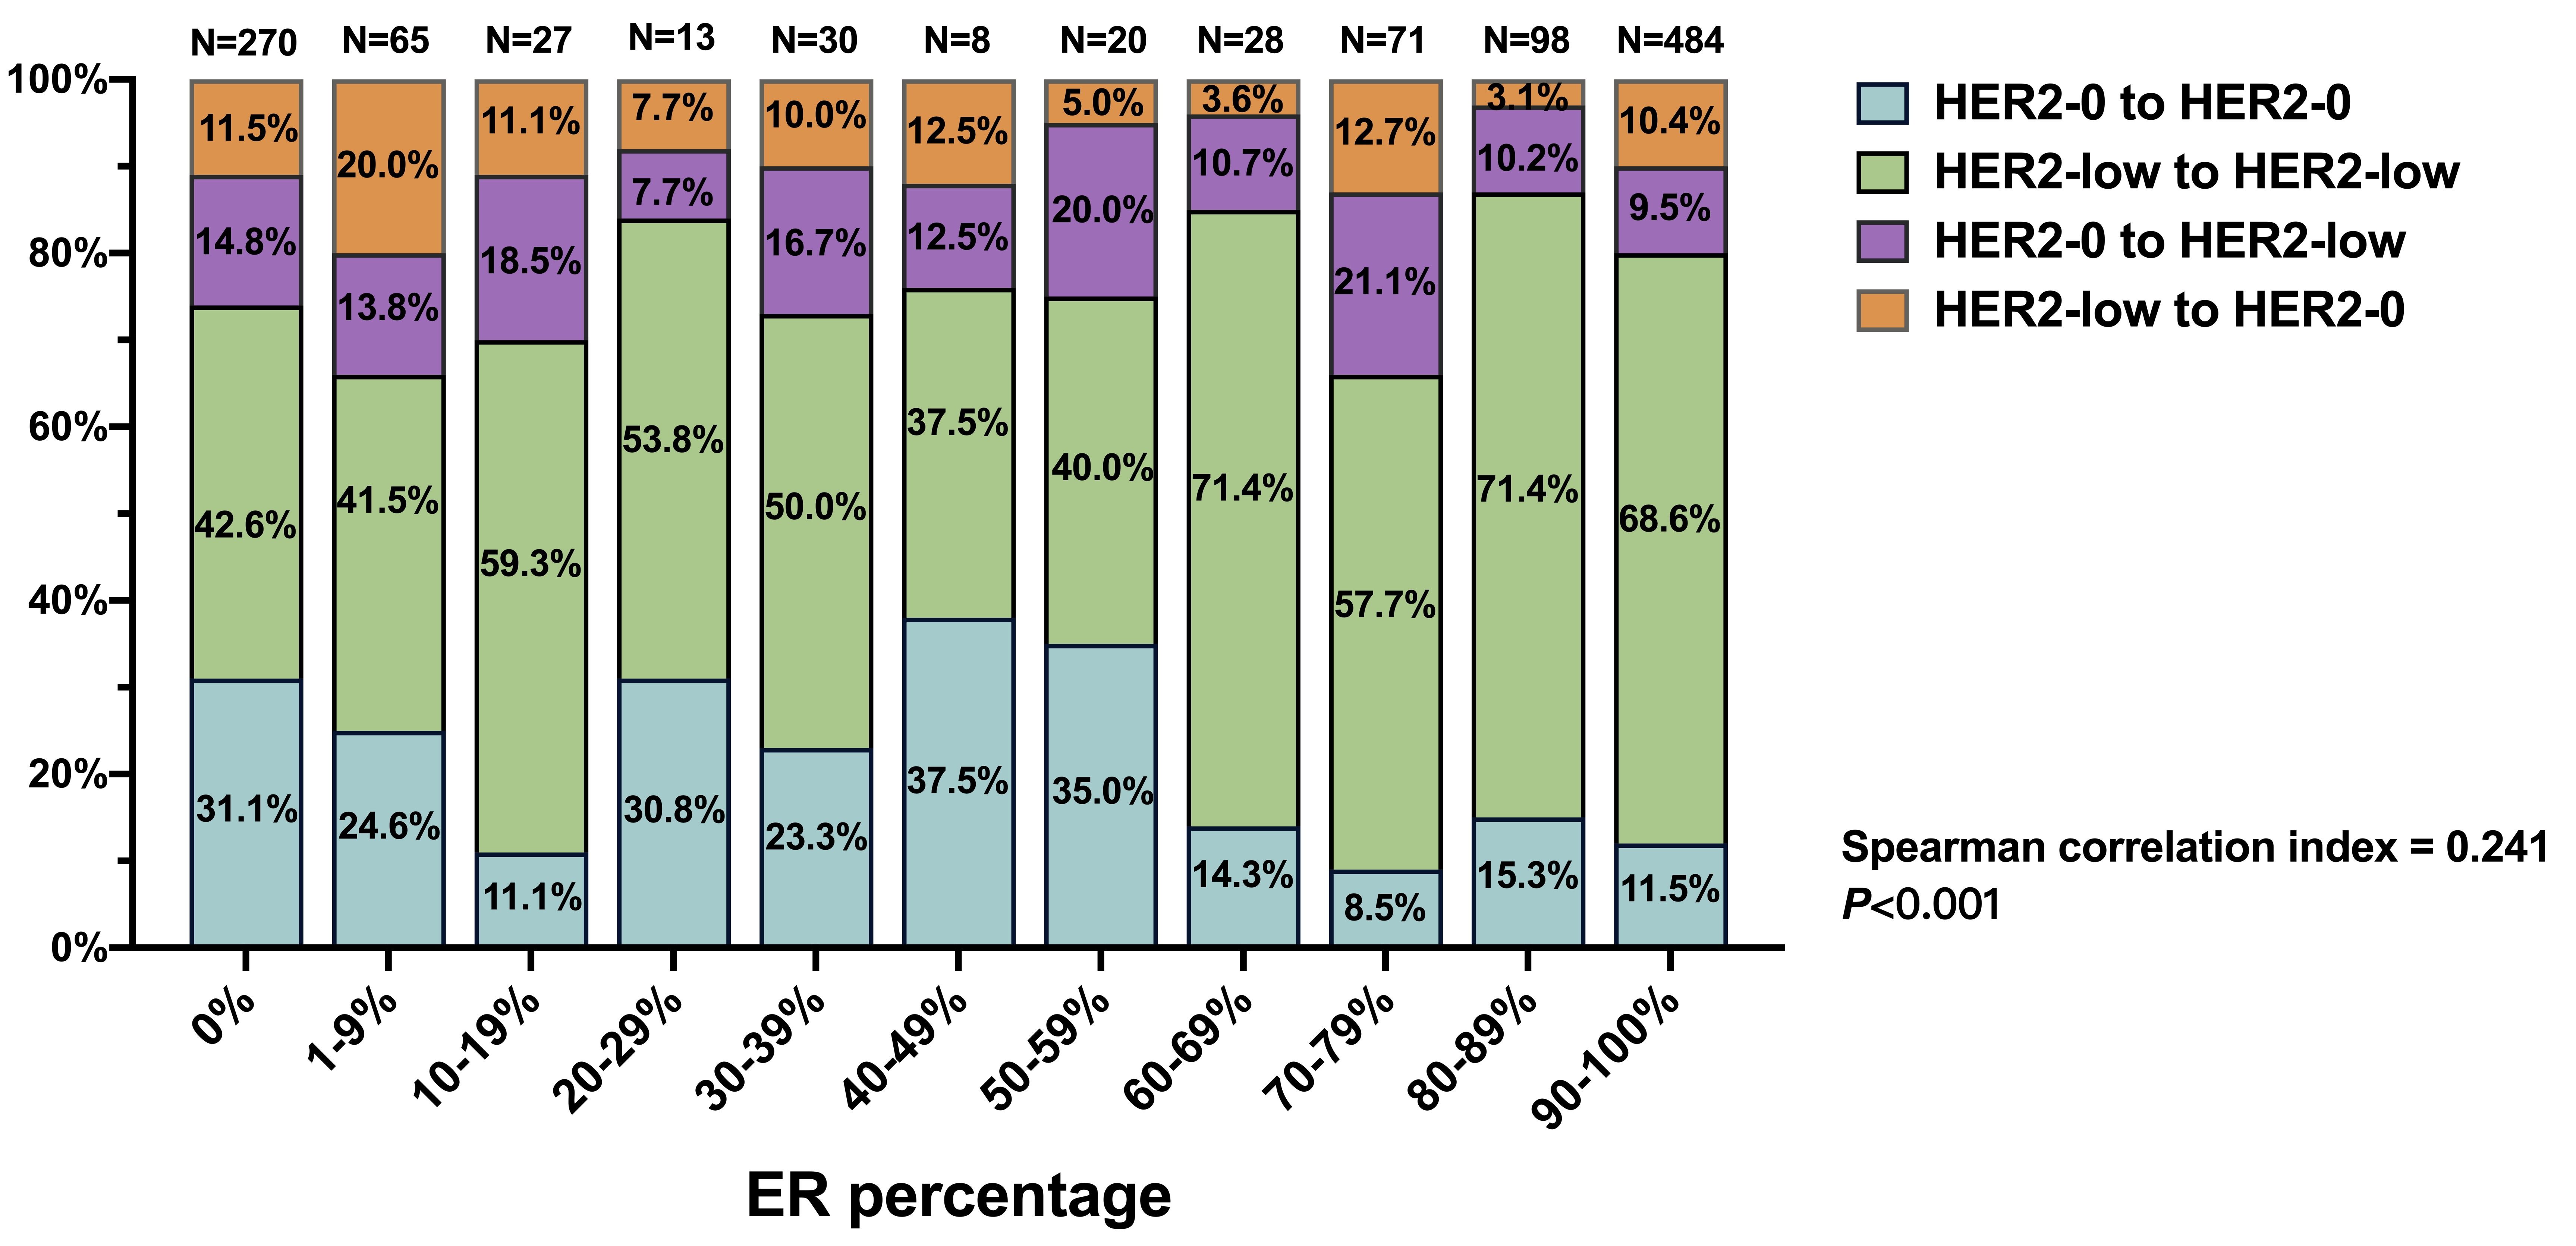 N=270 N=65 N=27 N=13 N=30 N=8 N=20 N=28 N=71 N=98 N=484
100%
80%
60%
40%
20%
0%
11.5% 20.0% 11.1% 7.7% 10.0% 12.5% 5.0% 3.6% 12.7% 3.1% 10.4%
14.8% 13.8% 18.5% 7.7% 16.7% 12.5% 20.0% 10.7% 21.1% 10.2% 9.5%
42.6% 41.5% 59.3% 53.8% 50.0% 37.5% 40.0% 71.4% 57.7% 71.4% 68.6%
31.1% 24.6% 11.1% 30.8% 23.3% 37.5% 35.0% 14.3% 8.5% 15.3% 11.5%
0% 1-9% 10-19% 20-29% 30-39% 40-49% 50-59% 60-69% 70-79% 80-89% 90-100%
ER percentage
HER2-0 to HER2-0
HER2-low to HER2-low
HER2-0 to HER2-low
HER2-low to HER2-0
Spearman correlation index = 0.241
P<0.001